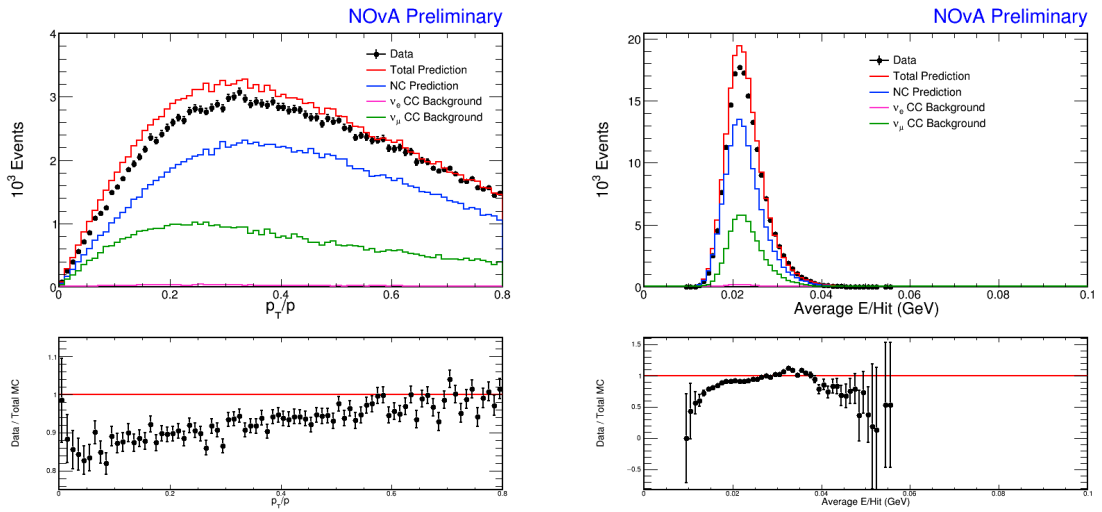 NOvA Preliminary
4
3
2
1
0
10³ Events
Data
Total Prediction
NC Prediction
νₑ CC Background
νμ CC Background
0 0.2 0.4 0.6 0.8
p_T/p
1.1
1
0.9
0.8
Data / Total MC
0 0.2 0.4 0.6 0.8
p_T/p
NOvA Preliminary
20
15
10
5
0
10³ Events
Data
Total Prediction
NC Prediction
νₑ CC Background
νμ CC Background
0 0.02 0.04 0.06 0.08 0.1
Average E/Hit (GeV)
1.5
1
0.5
0
−0.5
Data / Total MC
0 0.02 0.04 0.06 0.08 0.1
Average E/Hit (GeV)